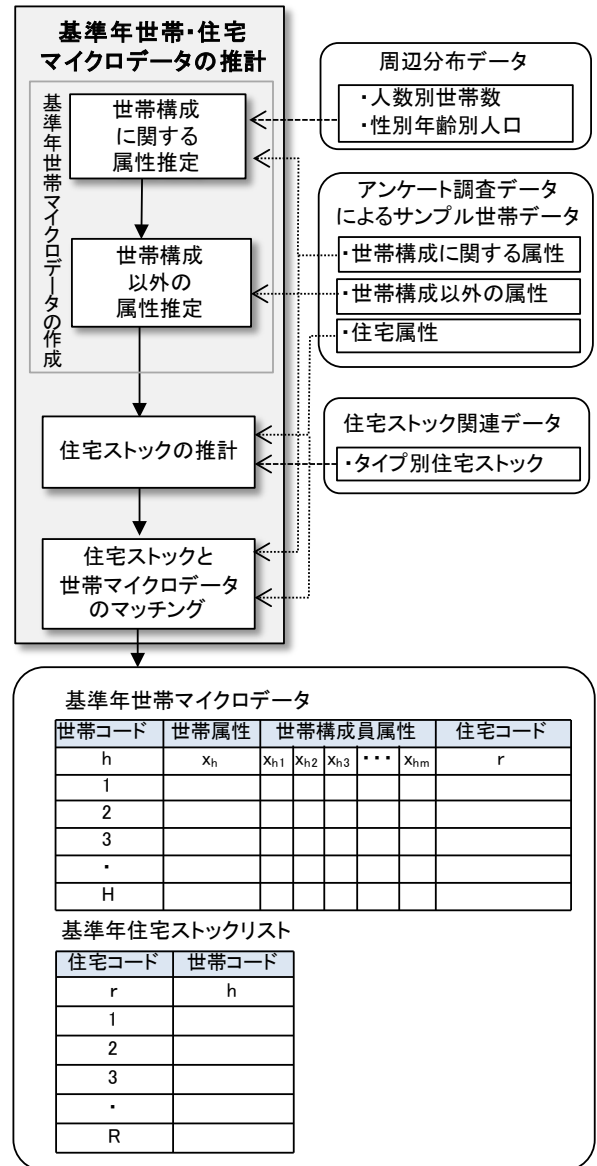 基準年世帯・住宅
マイクロデータの推計
基準年世帯マイクロデータの作成
世帯構成
に関する
属性推定
世帯構成
以外の
属性推定
住宅ストックの推計
住宅ストックと
世帯マイクロデータ
のマッチング
周辺分布データ
・人数別世帯数
・性別年齢別人口
アンケート調査データ
によるサンプル世帯データ
・世帯構成に関する属性
・世帯構成以外の属性
・住宅属性
住宅ストック関連データ
・タイプ別住宅ストック
基準年世帯マイクロデータ
世帯コード 世帯属性 世帯構成員属性 住宅コード
h xh xh1 xh2 xh3 ・・・ xhm r
1
2
3
・
H
基準年住宅ストックリスト
住宅コード 世帯コード
r h
1
2
3
・
R